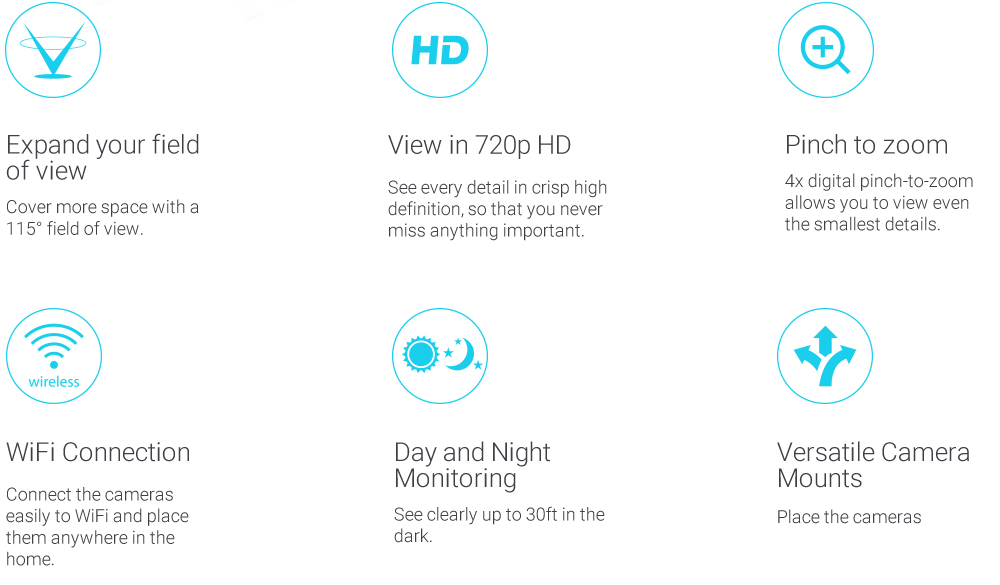 HD
Expand your field
of view
Cover more space with a
115° field of view.
View in 720p HD
See every detail in crisp high
definition, so that you never
miss anything important.
Pinch to zoom
4x digital pinch-to-zoom
allows you to view even
the smallest details.
wireless
WiFi Connection
Connect the cameras
easily to WiFi and place
them anywhere in the
home.
Day and Night
Monitoring
See clearly up to 30ft in the
dark.
Versatile Camera
Mounts
Place the cameras